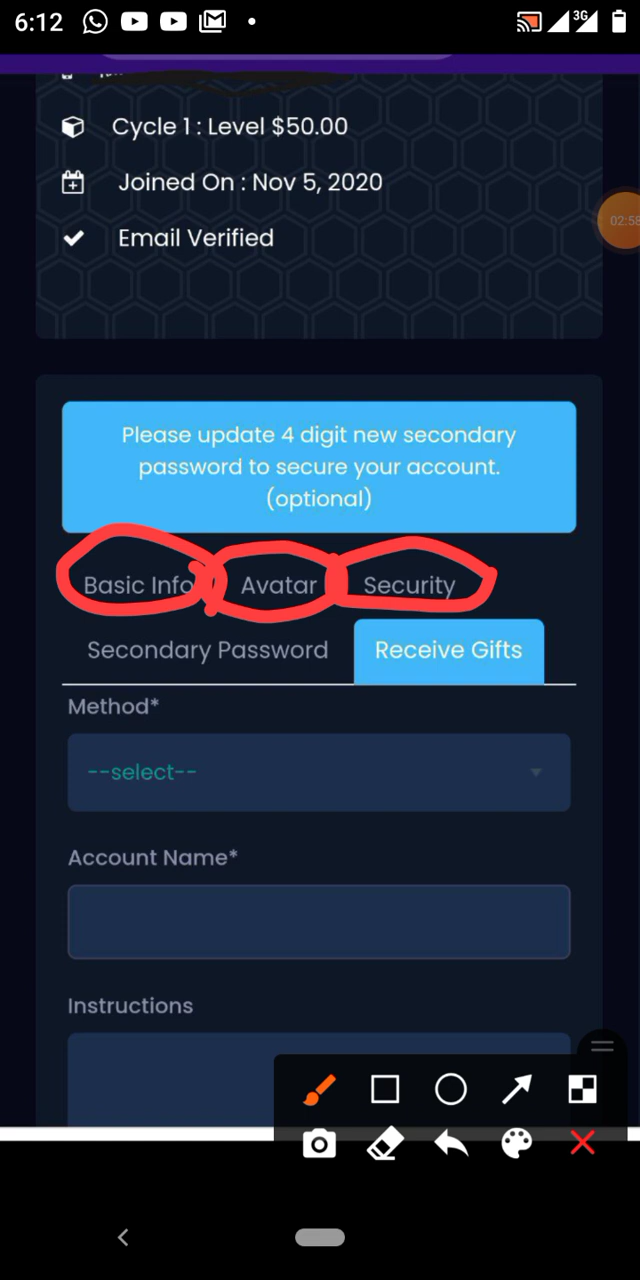 6:12
3G
Cycle 1 : Level $50.00
Joined On : Nov 5, 2020
02:58
Email Verified
Please update 4 digit new secondary
password to secure your account.
(optional)
Basic Info Avatar Security
Secondary Password Receive Gifts
Method*
--select--
Account Name*
Instructions